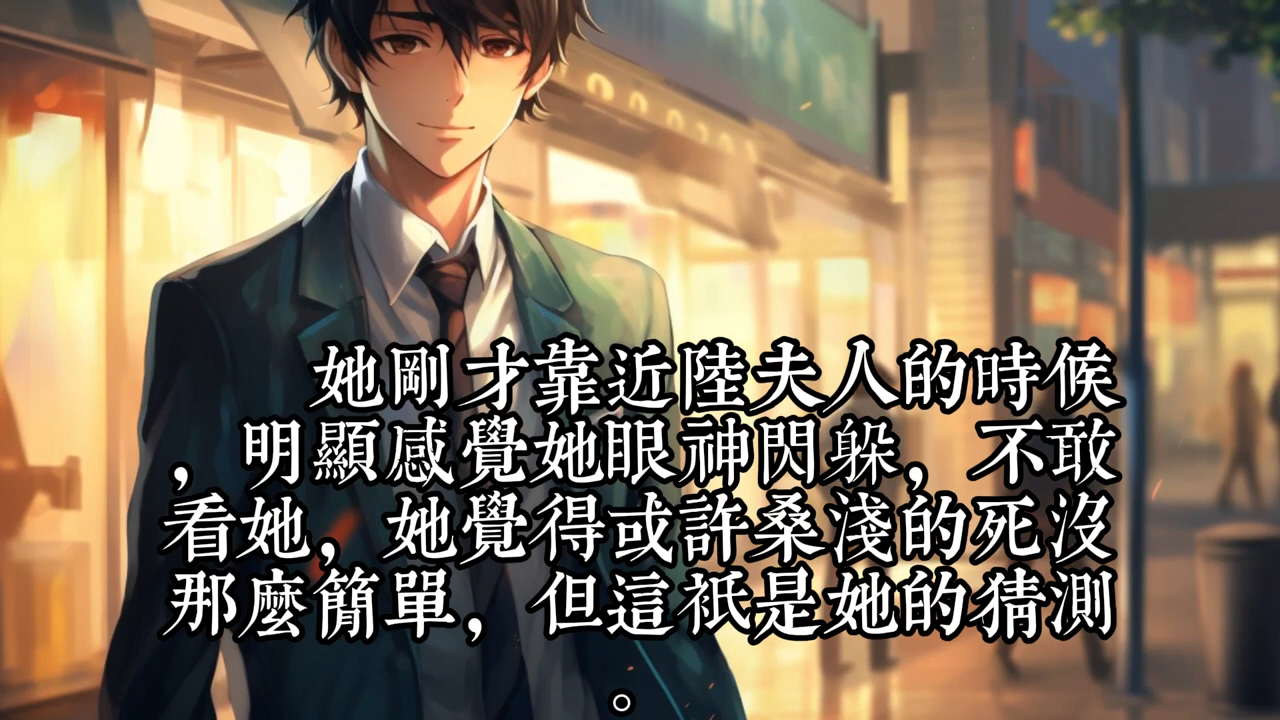 她剛才靠近陸夫人的時候
，明顯感覺她眼神閃躲，不敢
看她，她覺得或許桑淺的死沒
那麼簡單，但這祇是她的猜測
。